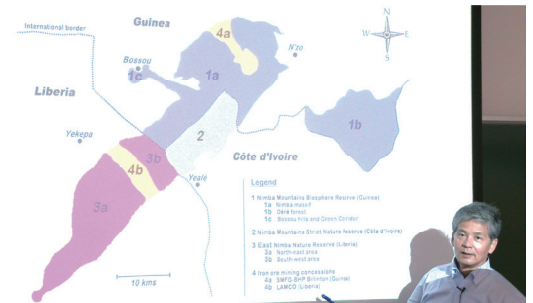 Guinea
N
W E
S
International border
4a
N'zo
Bossou
1c
1a
Liberia
1b
Yekepa
2
3b
Côte d'Ivoire
4b
Yealé
3a
10 kms
Legend
1 Nimba Mountains Biosphere Reserve (Guinea)
1a Nimba massif
1b Déré forest
1c Bossou Hills and Green Corridor
2 Nimba Mountains Strict Nature Reserve (Côte d'Ivoire)
3 East Nimba Nature Reserve (Liberia)
3a North-east area
3b South-west area
4 Iron ore mining concessions
4a SMFG-BHP Billinton (Guinea)
4b LAMCO (Liberia)